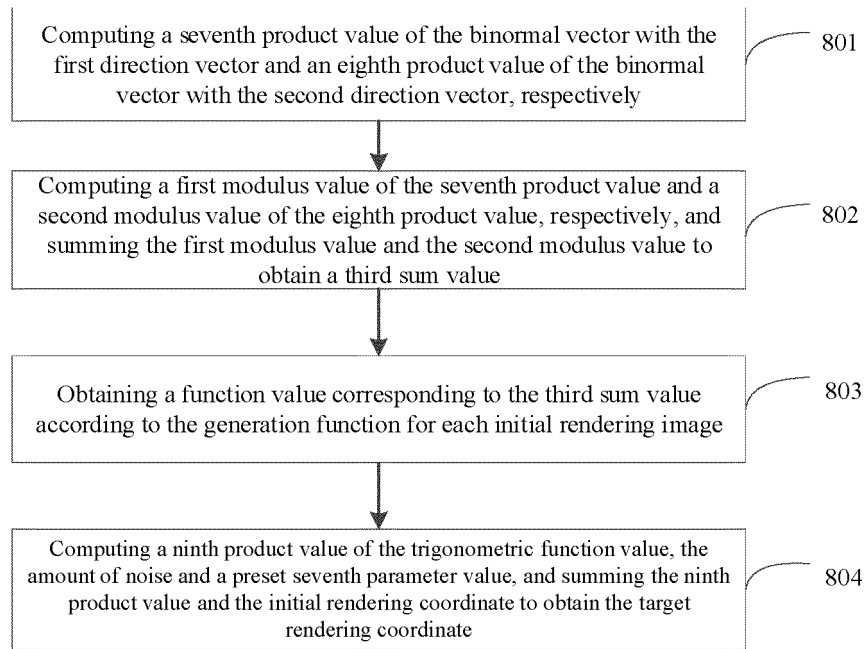 Computing a seventh product value of the binormal vector with the
first direction vector and an eighth product value of the binormal
vector with the second direction vector, respectively
801
Computing a first modulus value of the seventh product value and a
second modulus value of the eighth product value, respectively, and
summing the first modulus value and the second modulus value to
obtain a third sum value
802
Obtaining a function value corresponding to the third sum value
according to the generation function for each initial rendering image
803
Computing a ninth product value of the trigonometric function value, the
amount of noise and a preset seventh parameter value, and summing the ninth
product value and the initial rendering coordinate to obtain the target
rendering coordinate
804